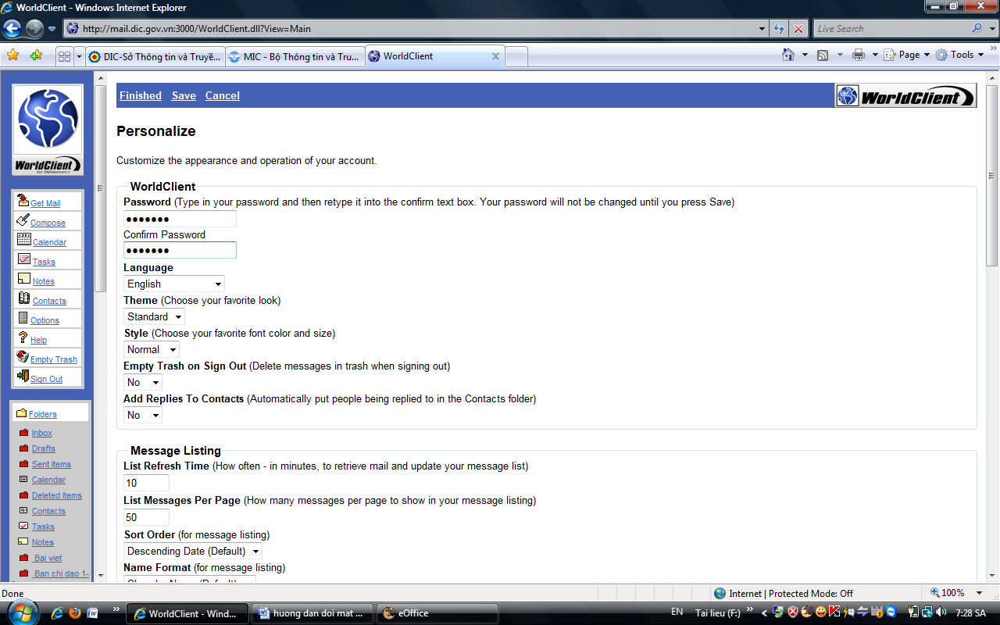 WorldClient - Windows Internet Explorer
http://mail.dic.gov.vn:3000/WorldClient.dll?View=Main
Live Search
DIC-Sở Thông tin và Truyề...
MIC - Bộ Thông tin và Tru...
WorldClient
Page
Tools
WorldClient
Get Mail
Compose
Calendar
Tasks
Notes
Contacts
Options
Help
Empty Trash
Sign Out
Folders
Inbox
Drafts
Sent Items
Calendar
Deleted Items
Contacts
Tasks
Notes
Bai viet
Ban chi dao 1-
Finished Save Cancel
WorldClient
Personalize
Customize the appearance and operation of your account.
WorldClient
Password (Type in your password and then retype it into the confirm text box. Your password will not be changed until you press Save)
●●●●●●●
Confirm Password
●●●●●●●
Language
English
Theme (Choose your favorite look)
Standard
Style (Choose your favorite font color and size)
Normal
Empty Trash on Sign Out (Delete messages in trash when signing out)
No
Add Replies To Contacts (Automatically put people being replied to in the Contacts folder)
No
Message Listing
List Refresh Time (How often - in minutes, to retrieve mail and update your message list)
10
List Messages Per Page (How many messages per page to show in your message listing)
50
Sort Order (for message listing)
Descending Date (Default)
Name Format (for message listing)
Done
Internet | Protected Mode: Off
100%
WorldClient - Wind...
huong dan doi mat ...
eOffice
EN
Tai lieu (F:)
7:28 SA